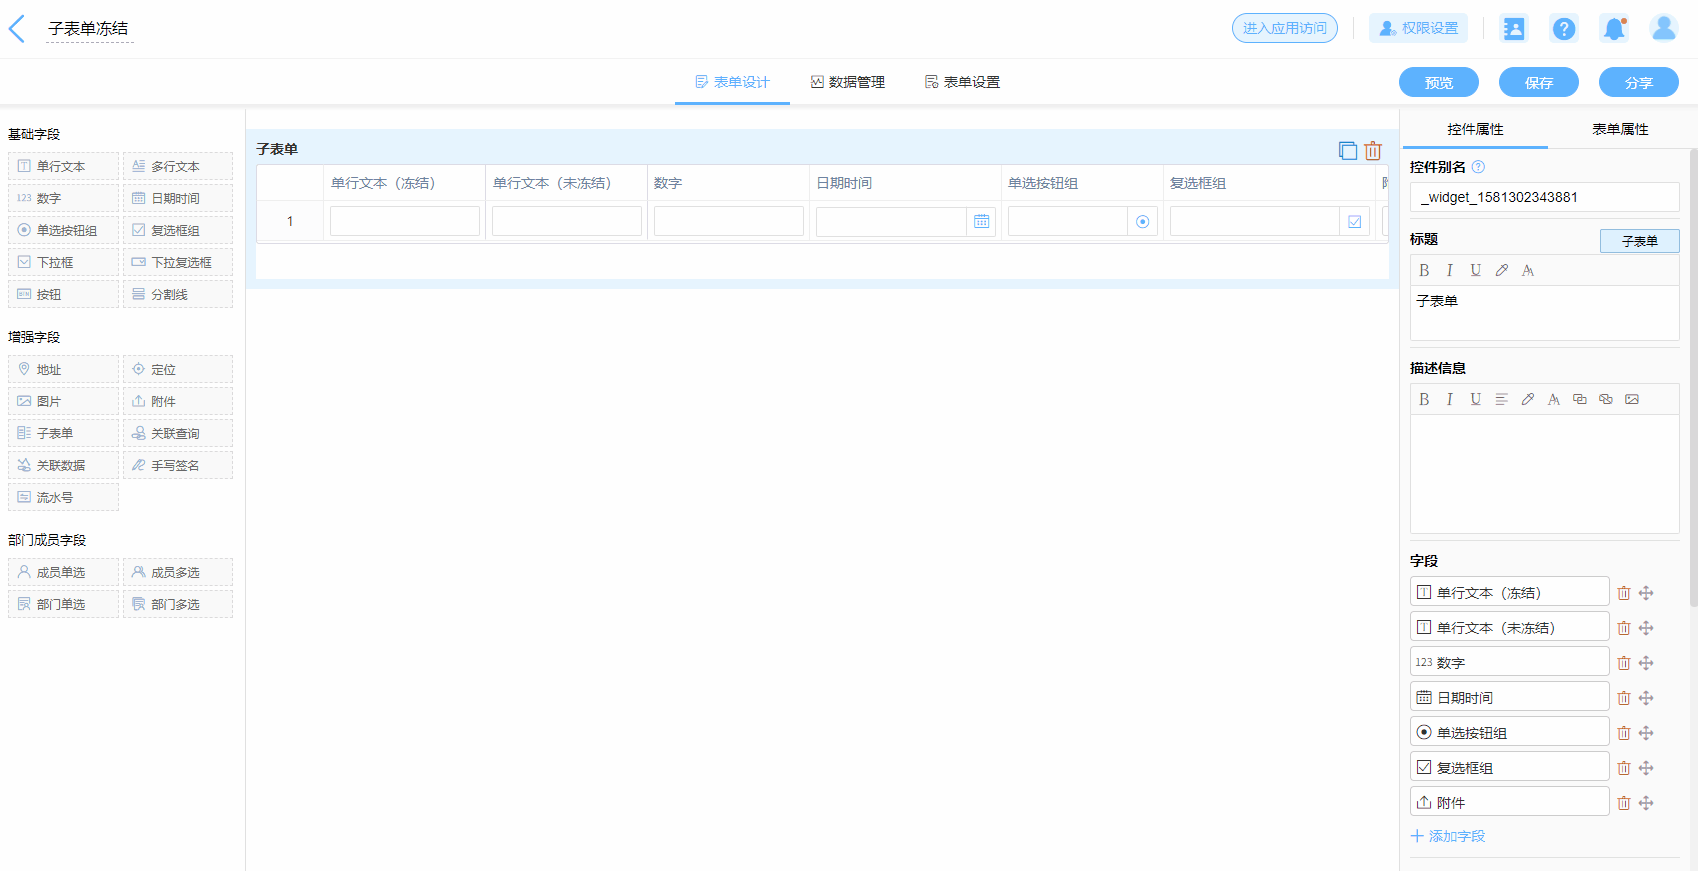 子表单冻结
进入应用访问
权限设置
表单设计
数据管理
表单设置
预览
保存
分享
基础字段
单行文本
多行文本
123 数字
日期时间
单选按钮组
复选框组
下拉框
下拉复选框
按钮
分割线
增强字段
地址
定位
图片
附件
子表单
关联查询
关联数据
手写签名
流水号
部门成员字段
成员单选
成员多选
部门单选
部门多选
子表单
单行文本（冻结）
单行文本（未冻结）
数字
日期时间
单选按钮组
复选框组
1
控件属性
表单属性
控件别名
_widget_1581302343881
标题
子表单
B I U
子表单
描述信息
B I U
字段
单行文本（冻结）
单行文本（未冻结）
123 数字
日期时间
单选按钮组
复选框组
附件
添加字段